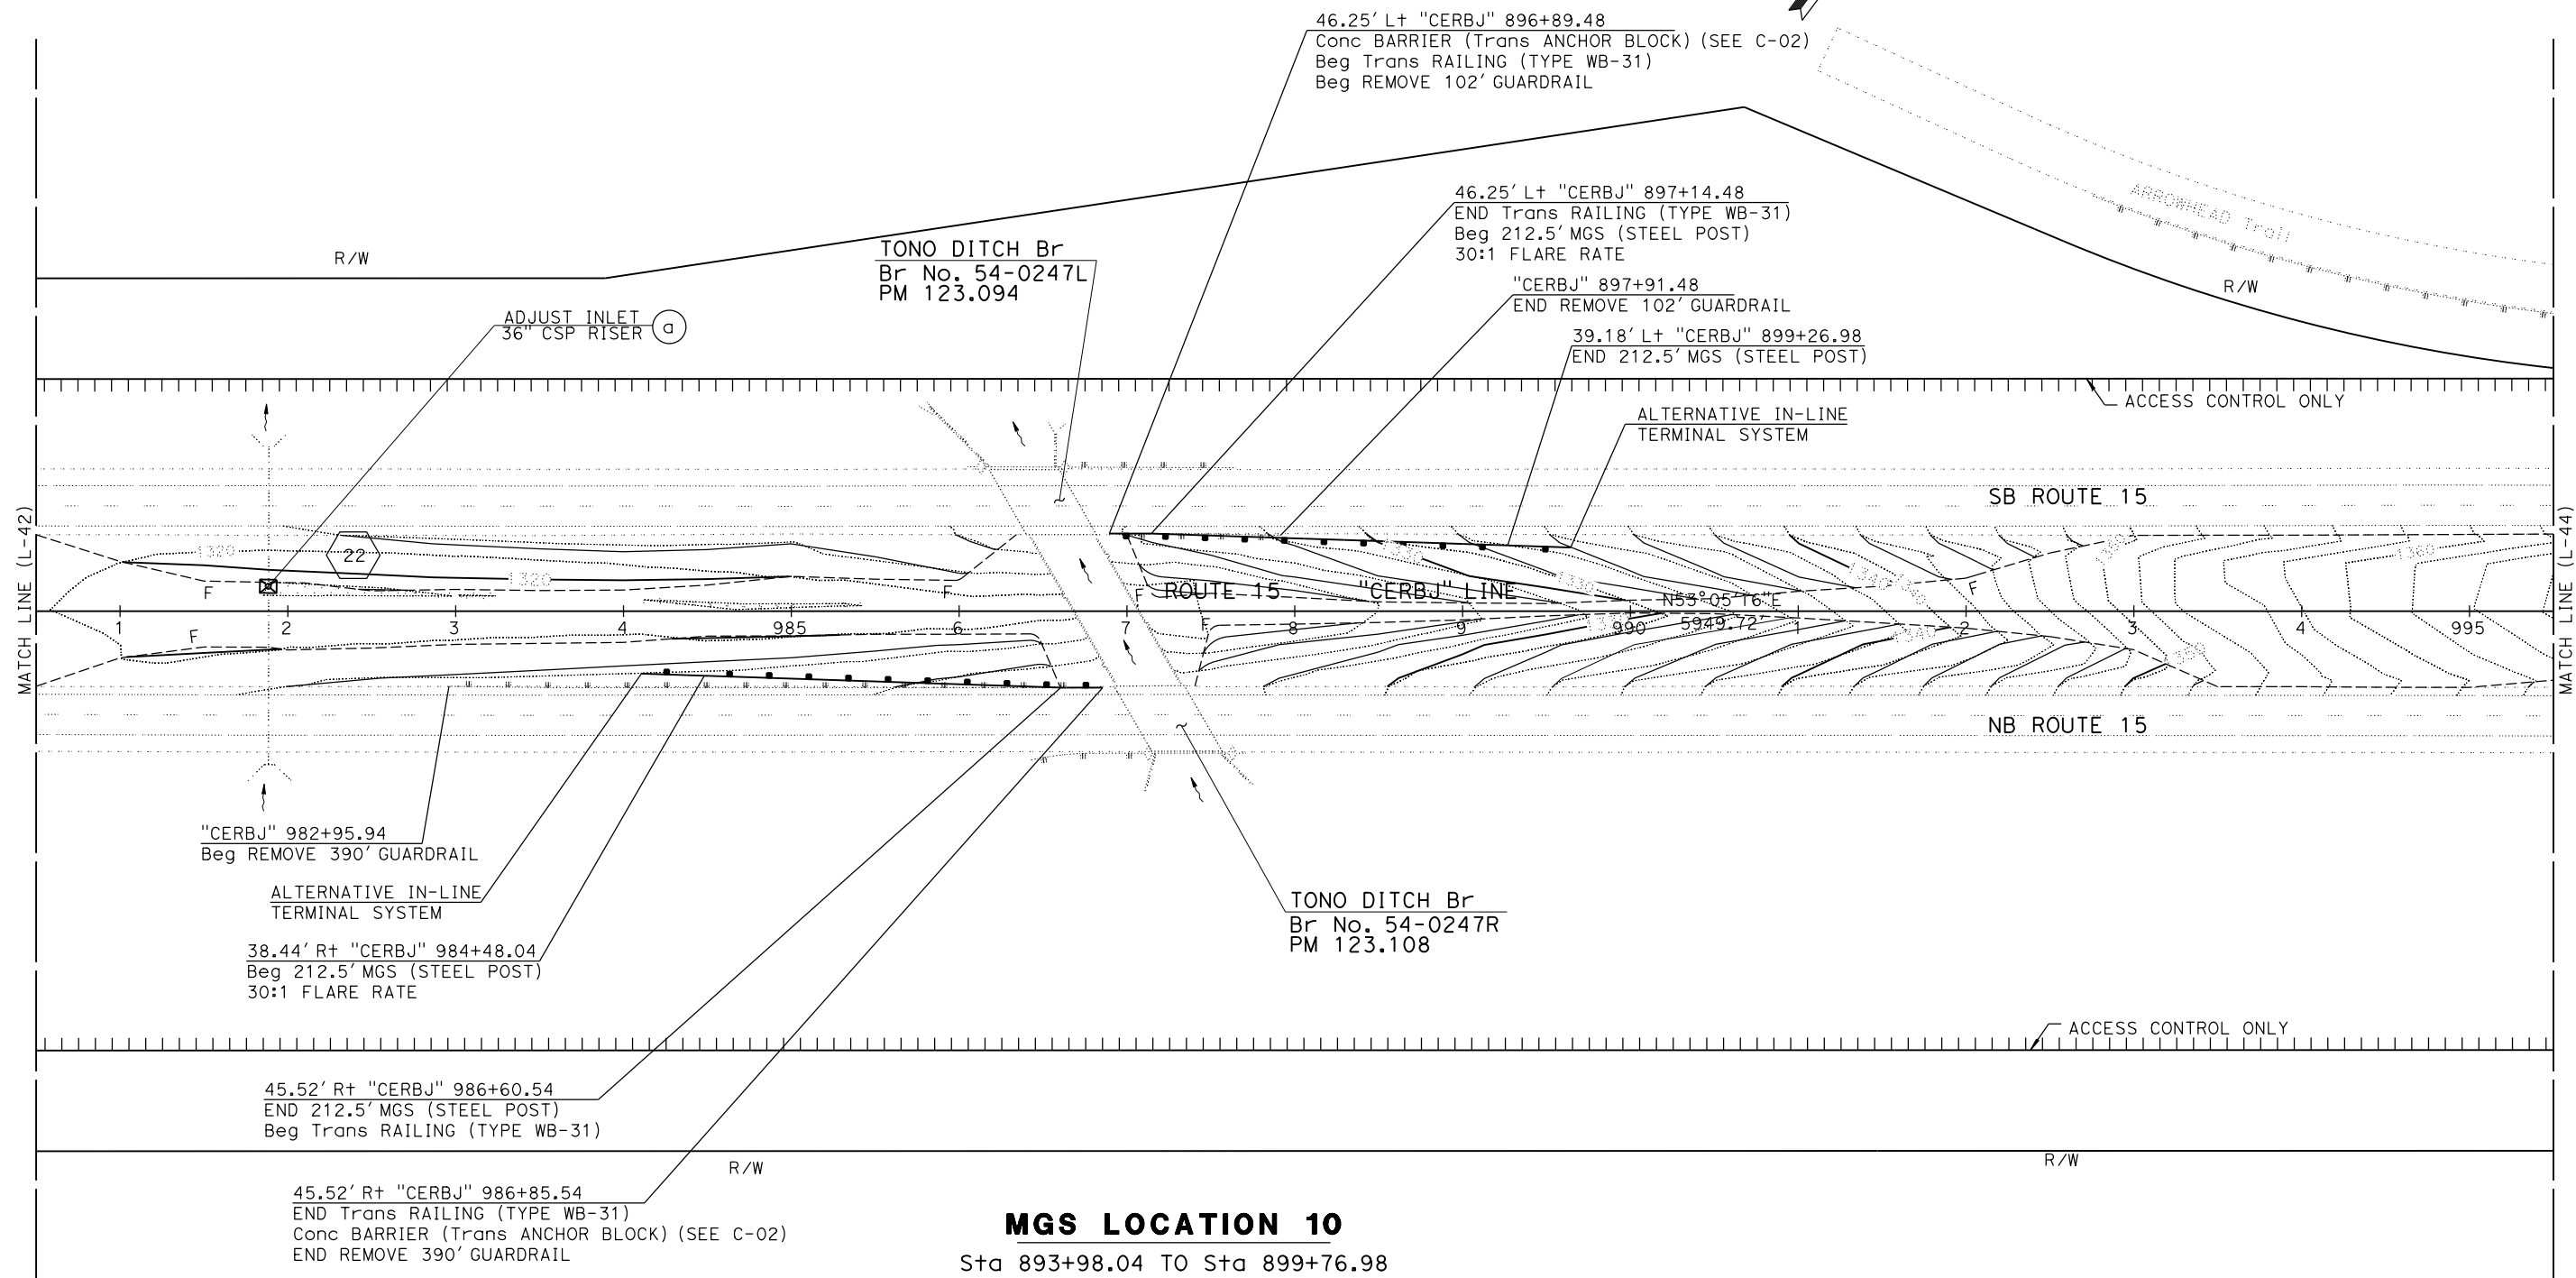 46.25' Lt "CERBJ" 896+89.48
Conc BARRIER (Trans ANCHOR BLOCK) (SEE C-02)
Beg Trans RAILING (TYPE WB-31)
Beg REMOVE 102' GUARDRAIL
46.25' Lt "CERBJ" 897+14.48
END Trans RAILING (TYPE WB-31)
Beg 212.5' MGS (STEEL POST)
30:1 FLARE RATE
ARROWHEAD Trail
R/W
TONO DITCH Br
Br No. 54-0247L
PM 123.094
"CERBJ" 897+91.48
END REMOVE 102' GUARDRAIL
R/W
ADJUST INLET
36" CSP RISER
a
39.18' Lt "CERBJ" 899+26.98
END 212.5' MGS (STEEL POST)
ACCESS CONTROL ONLY
ALTERNATIVE IN-LINE
TERMINAL SYSTEM
SB ROUTE 15
MATCH LINE (L-42)
MATCH LINE (L-44)
1320
22
1320
F
F
F
ROUTE 15
"CERBJ" LINE
1330
N53°05'16"E
1340
1340
F
1360
1 2 3 4 985 6 7 8 9 990 1 2 3 4 995
F
F
5949.72'
1340
NB ROUTE 15
"CERBJ" 982+95.94
Beg REMOVE 390' GUARDRAIL
ALTERNATIVE IN-LINE
TERMINAL SYSTEM
TONO DITCH Br
Br No. 54-0247R
PM 123.108
38.44' Rt "CERBJ" 984+48.04
Beg 212.5' MGS (STEEL POST)
30:1 FLARE RATE
ACCESS CONTROL ONLY
45.52' Rt "CERBJ" 986+60.54
END 212.5' MGS (STEEL POST)
Beg Trans RAILING (TYPE WB-31)
R/W
R/W
45.52' Rt "CERBJ" 986+85.54
END Trans RAILING (TYPE WB-31)
Conc BARRIER (Trans ANCHOR BLOCK) (SEE C-02)
END REMOVE 390' GUARDRAIL
MGS LOCATION 10
Sta 893+98.04 TO Sta 899+76.98